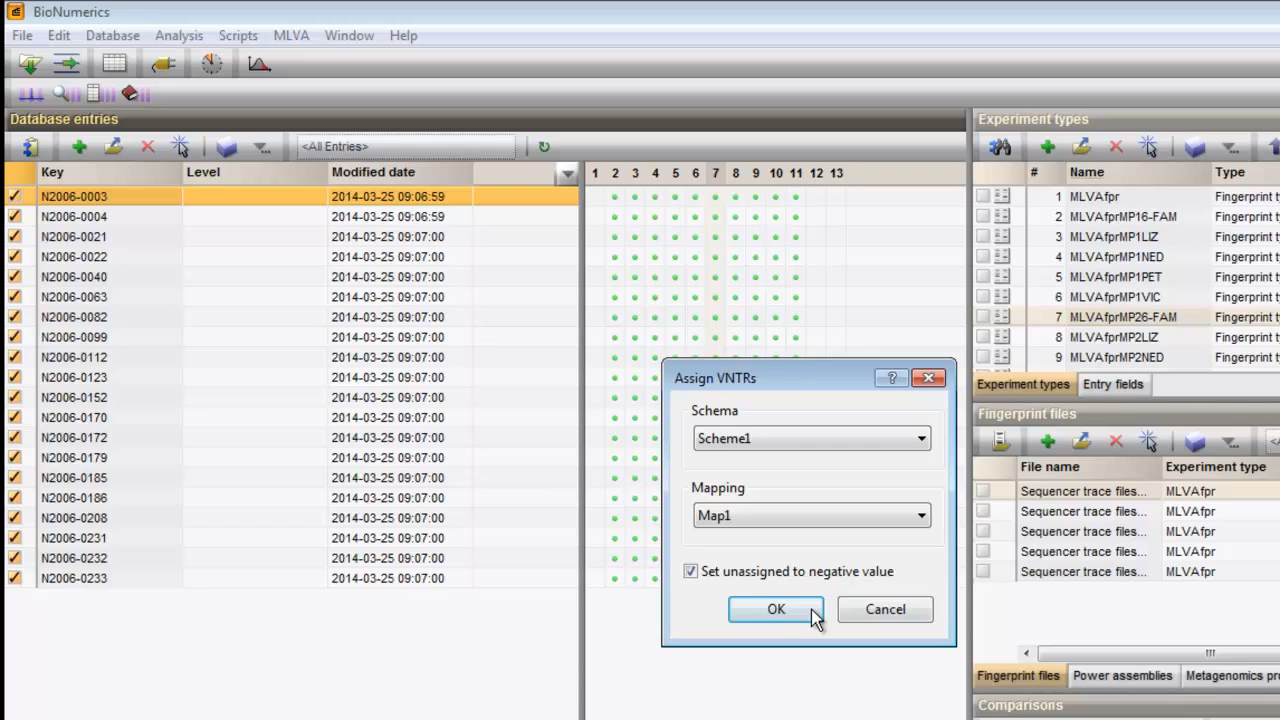 BioNumerics
File Edit Database Analysis Scripts MLVA Window Help
Database entries
<All Entries>
Key Level Modified date 1 2 3 4 5 6 7 8 9 10 11 12 13
N2006-0003 2014-03-25 09:06:59
N2006-0004 2014-03-25 09:06:59
N2006-0021 2014-03-25 09:07:00
N2006-0022 2014-03-25 09:07:00
N2006-0040 2014-03-25 09:07:00
N2006-0063 2014-03-25 09:07:00
N2006-0082 2014-03-25 09:07:00
N2006-0099 2014-03-25 09:07:00
N2006-0112 2014-03-25 09:07:00
N2006-0123 2014-03-25 09:07:00
N2006-0152 2014-03-25 09:07:00
N2006-0170 2014-03-25 09:07:00
N2006-0172 2014-03-25 09:07:00
N2006-0179 2014-03-25 09:07:00
N2006-0185 2014-03-25 09:07:00
N2006-0186 2014-03-25 09:07:00
N2006-0208 2014-03-25 09:07:00
N2006-0231 2014-03-25 09:07:00
N2006-0232 2014-03-25 09:07:00
N2006-0233 2014-03-25 09:07:00
Assign VNTRs
?
Schema
Scheme1
Mapping
Map1
Set unassigned to negative value
OK Cancel
Experiment types
# Name Type
1 MLVAfpr Fingerprint t
2 MLVAfprMP16-FAM Fingerprint t
3 MLVAfprMP1LIZ Fingerprint t
4 MLVAfprMP1NED Fingerprint t
5 MLVAfprMP1PET Fingerprint t
6 MLVAfprMP1VIC Fingerprint t
7 MLVAfprMP26-FAM Fingerprint t
8 MLVAfprMP2LIZ Fingerprint t
9 MLVAfprMP2NED Fingerprint t
Experiment types Entry fields
Fingerprint files
File name Experiment type
Sequencer trace files... MLVAfpr
Sequencer trace files... MLVAfpr
Sequencer trace files... MLVAfpr
Sequencer trace files... MLVAfpr
Sequencer trace files... MLVAfpr
Fingerprint files Power assemblies Metagenomics pr
Comparisons